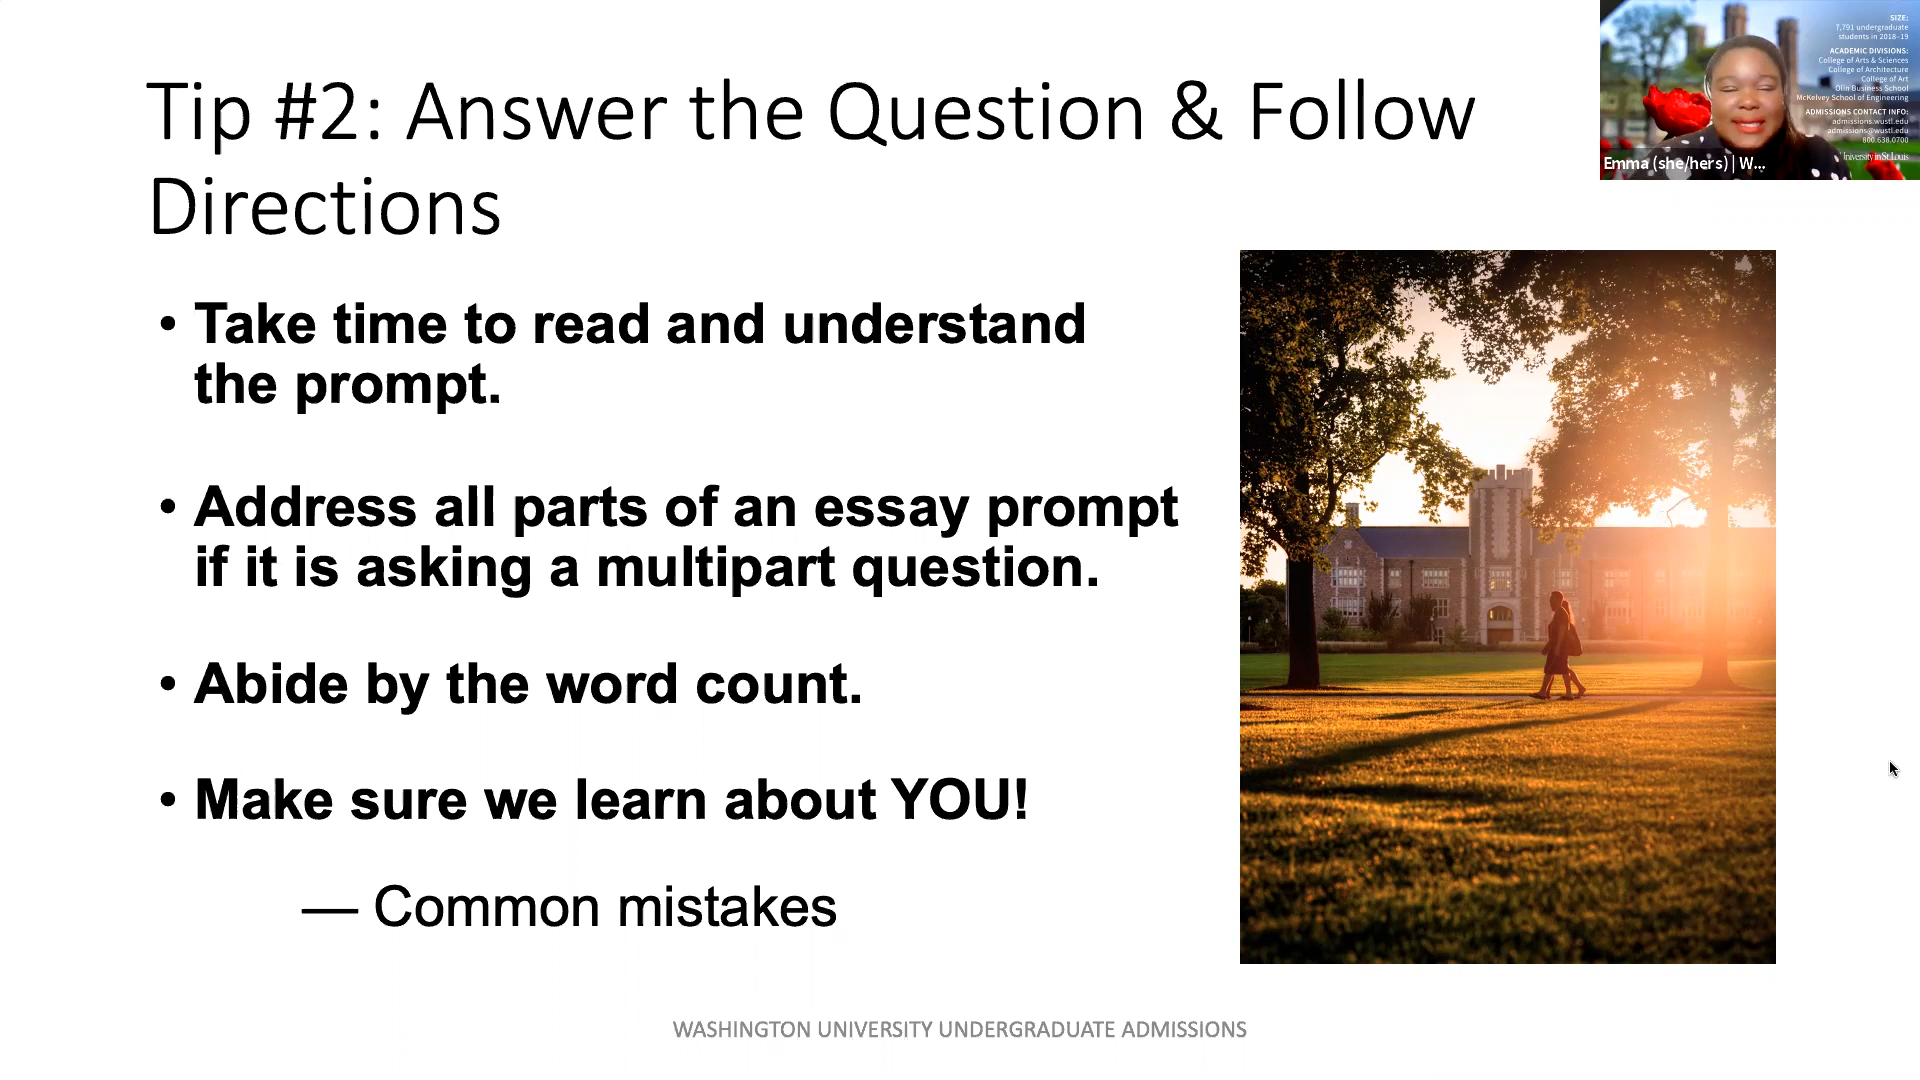 Tip #2: Answer the Question & Follow
Directions
• Take time to read and understand
the prompt.
• Address all parts of an essay prompt
if it is asking a multipart question.
• Abide by the word count.
• Make sure we learn about YOU!
— Common mistakes
WASHINGTON UNIVERSITY UNDERGRADUATE ADMISSIONS
SIZE:
7,791 undergraduate
students in 2018–19
ACADEMIC DIVISIONS:
College of Arts & Sciences
College of Architecture
College of Art
Olin Business School
McKelvey School of Engineering
ADMISSIONS CONTACT INFO:
admissions.wustl.edu
admissions@wustl.edu
800.638.0700
University in St. Louis
Emma (she/hers) | W...